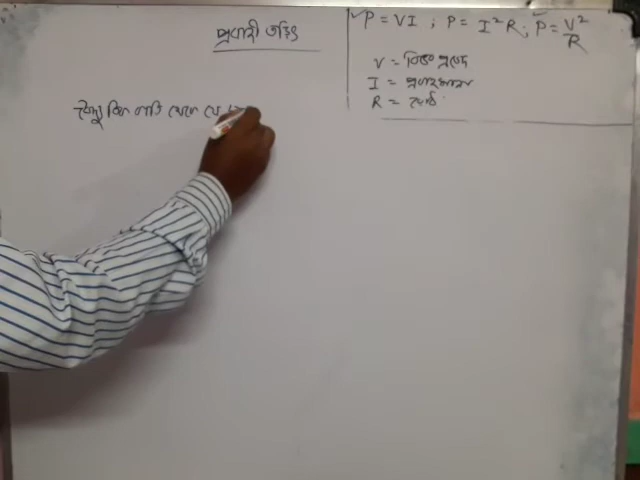 প্রবাহী তড়িৎ
P = VI ; P = I²R ; P = V²/R
V = বিভব প্রভেদ
I = প্রবাহমাত্রা
R = রোধ
বৈদ্যুতিক বাতি থেকে যে